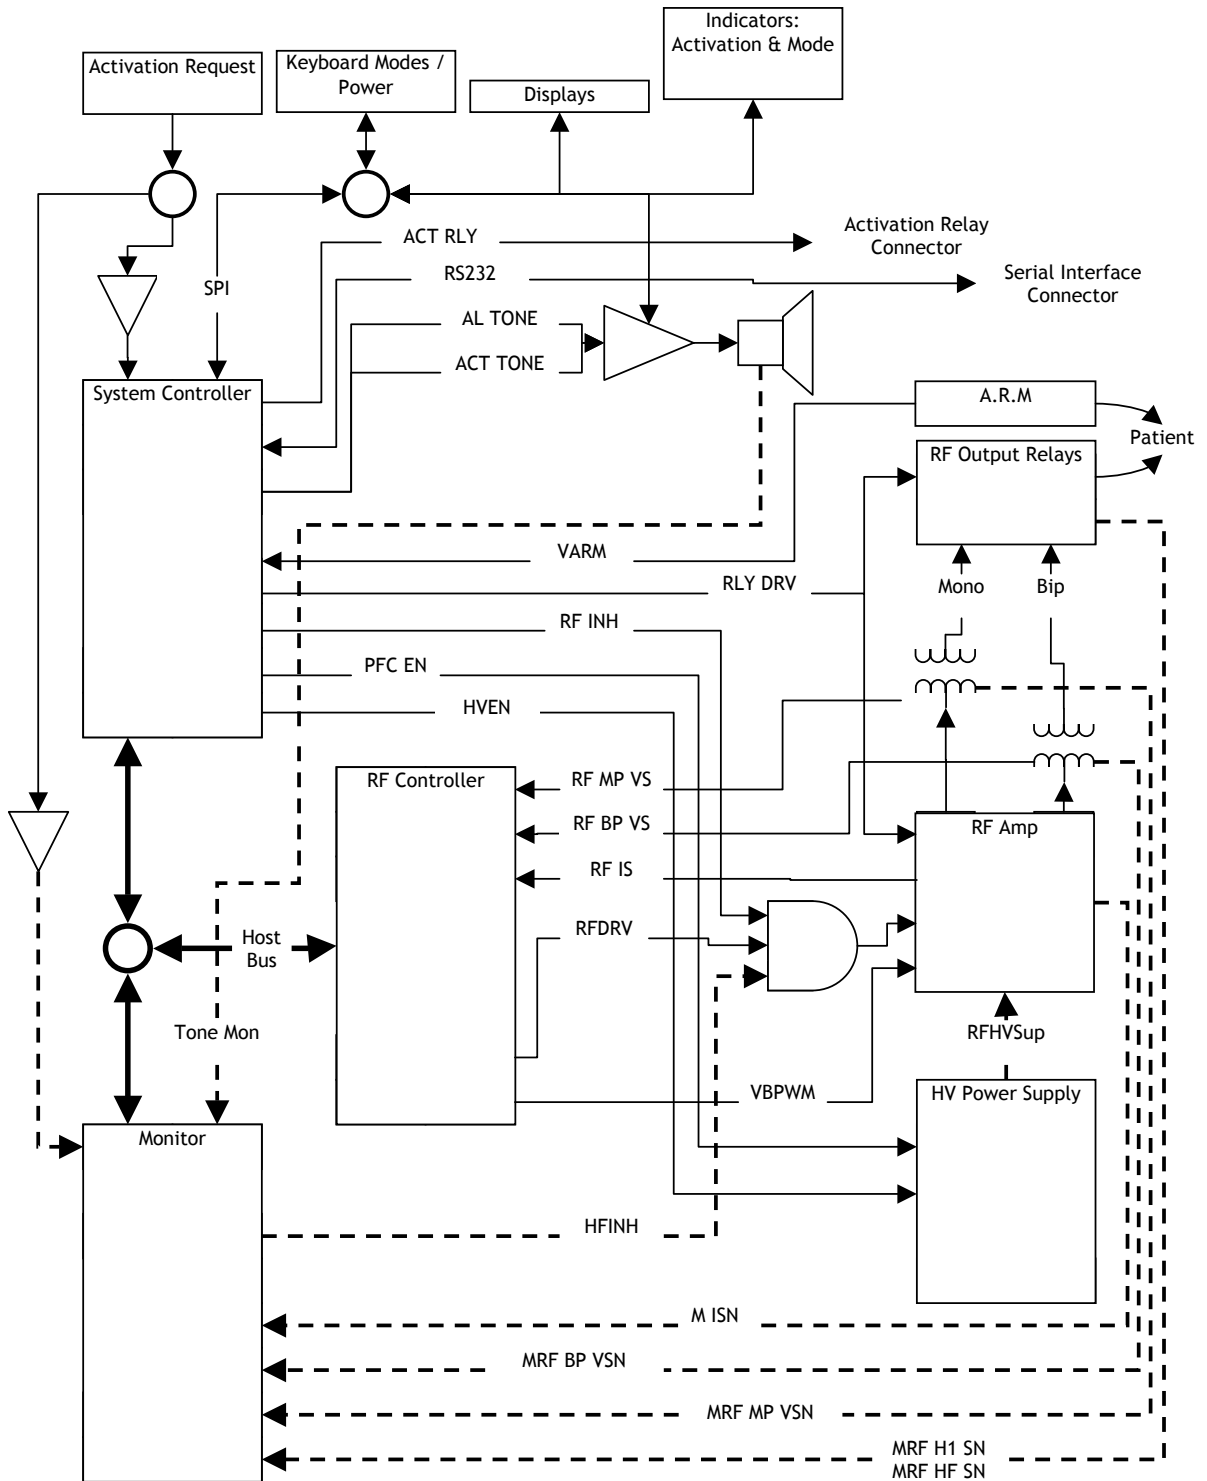 Indicators:
Activation & Mode
Activation Request
Keyboard Modes /
Power
Displays
ACT RLY
Activation Relay
Connector
SPI
RS232
Serial Interface
Connector
AL TONE
ACT TONE
System Controller
A.R.M
Patient
RF Output Relays
VARM
RLY DRV
Mono
Bip
RF INH
PFC EN
HVEN
RF Controller
RF MP VS
RF BP VS
RF Amp
RF IS
RFDRV
Host
Bus
Tone Mon
RFHVSup
VBPWM
HV Power Supply
Monitor
HFINH
M ISN
MRF BP VSN
MRF MP VSN
MRF H1 SN
MRF HF SN